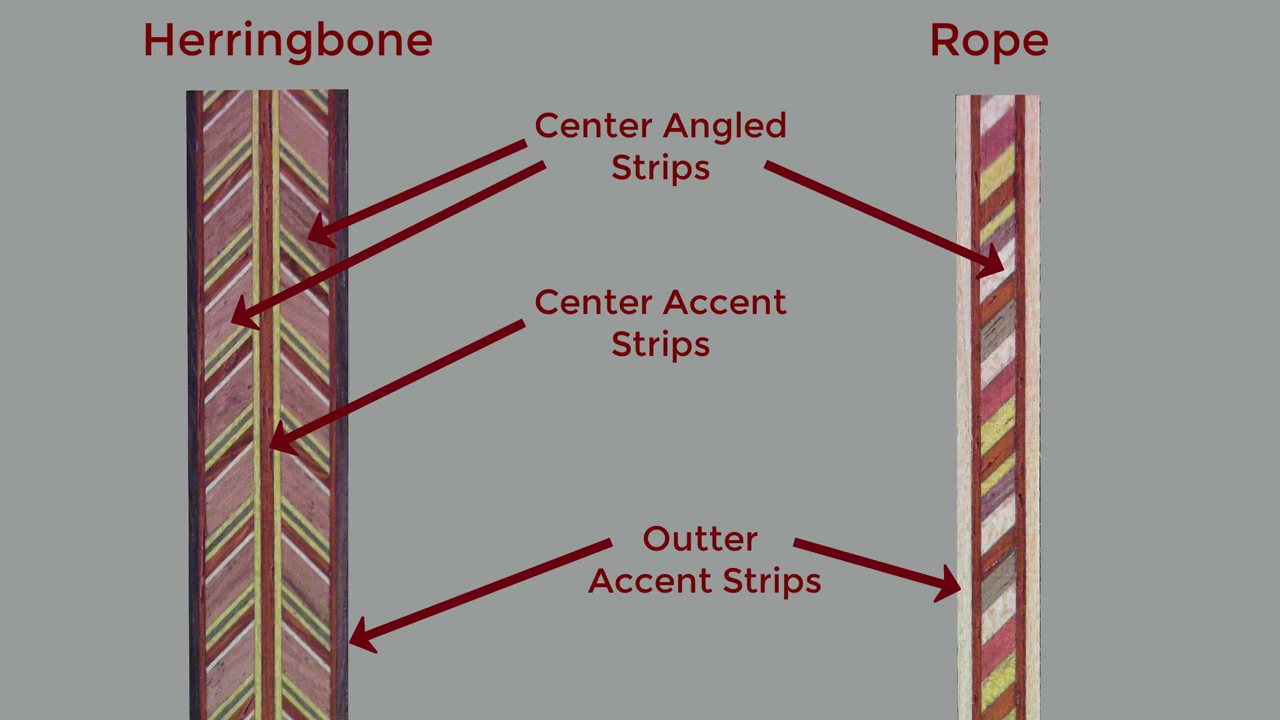 Herringbone
Rope
Center Angled
Strips
Center Accent
Strips
Outter
Accent Strips